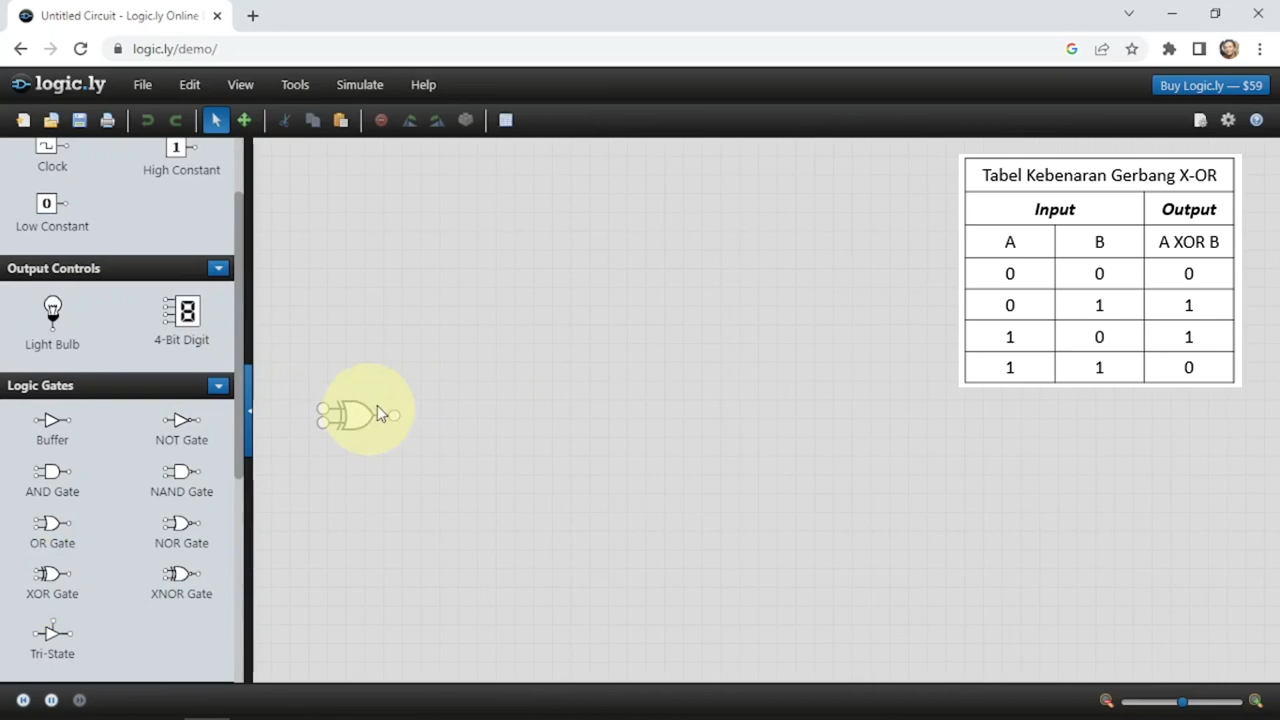 Untitled Circuit - Logic.ly Online
logic.ly/demo/
logic.ly
File Edit View Tools Simulate Help
Buy Logic.ly — $59
Clock
1
High Constant
0
Low Constant
Output Controls
Light Bulb
8
4-Bit Digit
Logic Gates
Buffer
NOT Gate
AND Gate
NAND Gate
OR Gate
NOR Gate
XOR Gate
XNOR Gate
Tri-State
Tabel Kebenaran Gerbang X-OR
Input Output
A B A XOR B
0 0 0
0 1 1
1 0 1
1 1 0